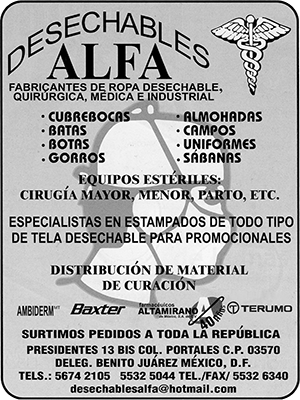 DESECHABLES
ALFA
FABRICANTES DE ROPA DESECHABLE,
QUIRÚRGICA, MÉDICA E INDUSTRIAL
• CUBREBOCAS • ALMOHADAS
• BATAS • CAMPOS
• BOTAS • UNIFORMES
• GORROS • SÁBANAS
EQUIPOS ESTÉRILES:
CIRUGÍA MAYOR, MENOR, PARTO, ETC.
ESPECIALISTAS EN ESTAMPADOS DE TODO TIPO
DE TELA DESECHABLE PARA PROMOCIONALES
DISTRIBUCIÓN DE MATERIAL
DE CURACIÓN
AMBIDERM Baxter farmacéuticos ALTAMIRANO 40 AÑOS TERUMO
SURTIMOS PEDIDOS A TODA LA REPÚBLICA
PRESIDENTES 13 BIS COL. PORTALES C.P. 03570
DELEG. BENITO JUÁREZ MÉXICO, D.F.
TELS.: 5674 2105 5532 5044 TEL./FAX/ 5532 6340
desechablesalfa@hotmail.com